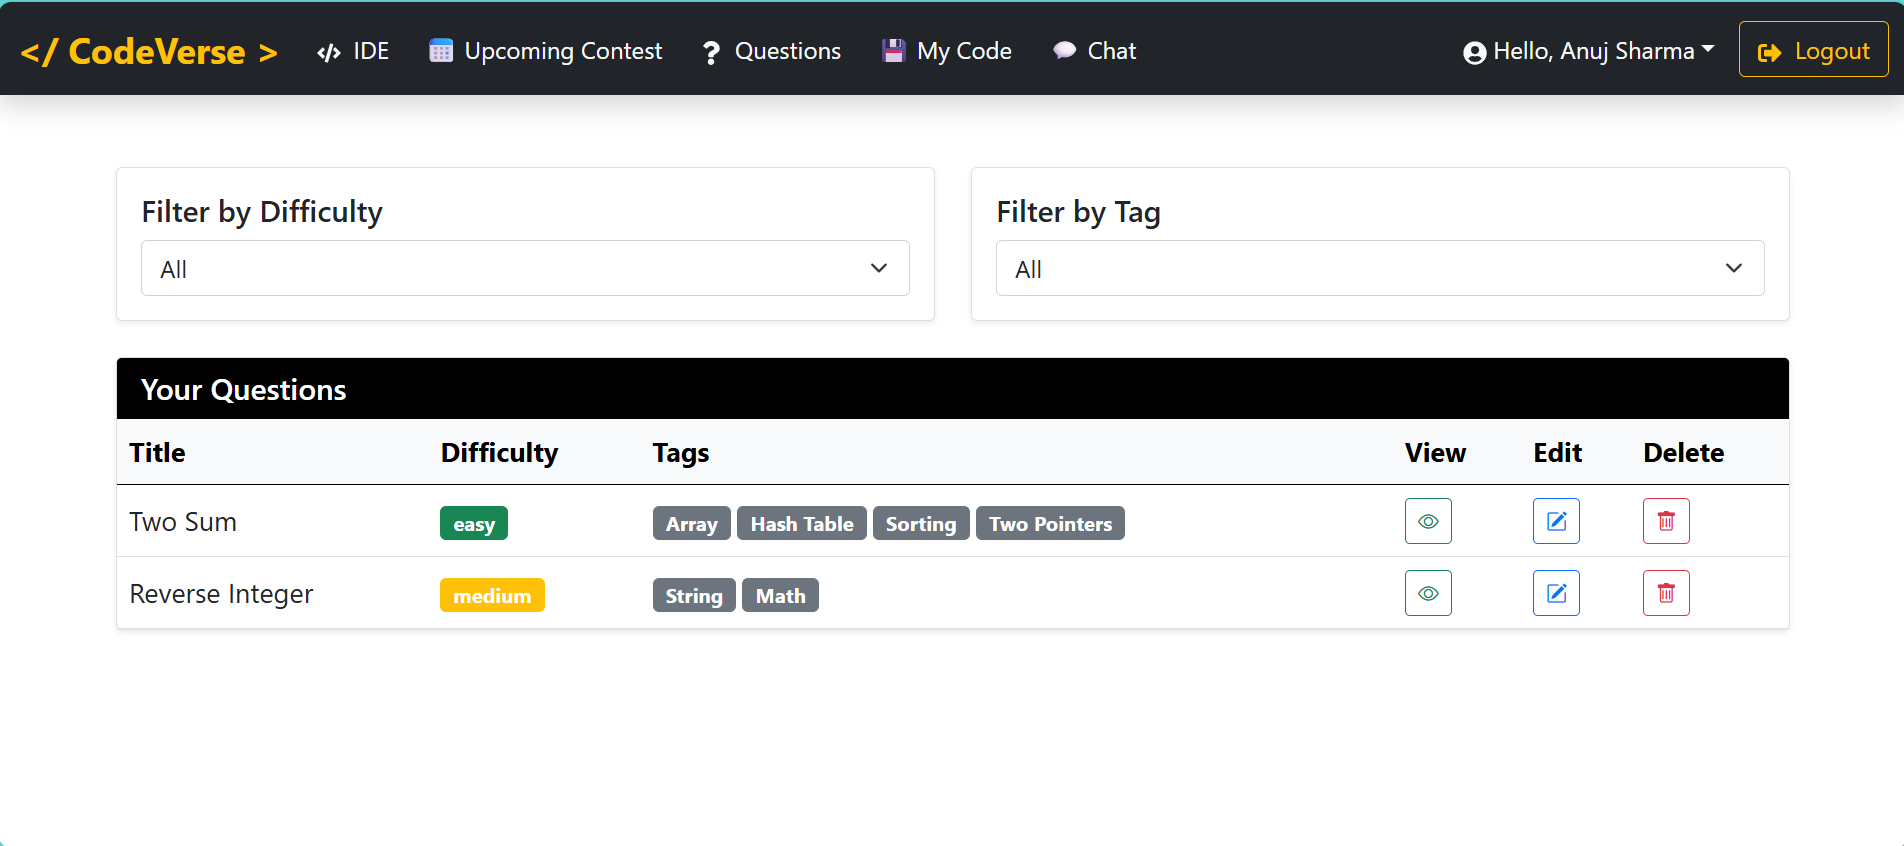 </ CodeVerse > IDE Upcoming Contest ? Questions My Code Chat Hello, Anuj Sharma Logout
Filter by Difficulty Filter by Tag
All All
Your Questions
Title Difficulty Tags View Edit Delete
Two Sum easy Array Hash Table Sorting Two Pointers
Reverse Integer medium String Math